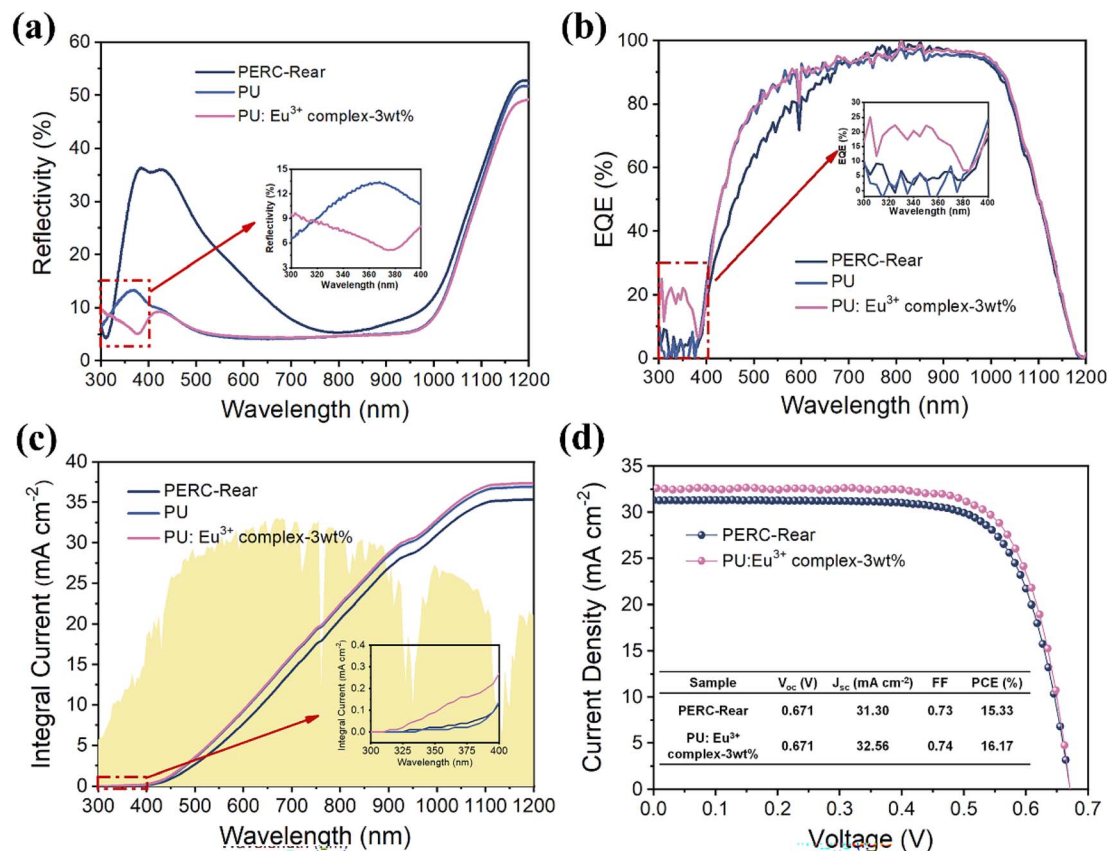 (a)
60
50
40
30
20
10
0
Reflectivity (%)
PERC-Rear
PU
PU: Eu³⁺ complex-3wt%
15
12
9
6
3
Reflectivity (%)
300 320 340 360 380 400
Wavelength (nm)
300 400 500 600 700 800 900 1000 1100 1200
Wavelength (nm)
(b)
100
80
60
40
20
0
EQE (%)
30
25
20
15
10
5
0
EQE (%)
300 320 340 360 380 400
Wavelength (nm)
PERC-Rear
PU
PU: Eu³⁺ complex-3wt%
300 400 500 600 700 800 900 1000 1100 1200
Wavelength (nm)
(c)
40
35
30
25
20
15
10
5
0
Integral Current (mA cm⁻²)
PERC-Rear
PU
PU: Eu³⁺ complex-3wt%
0.4
0.3
0.2
0.1
0.0
Integral Current (mA cm⁻²)
300 325 350 375 400
Wavelength (nm)
300 400 500 600 700 800 900 1000 1100 1200
Wavelength (nm)
(d)
35
30
25
20
15
10
5
0
Current Density (mA cm⁻²)
PERC-Rear
PU:Eu³⁺ complex-3wt%
Sample Voc (V) Jsc (mA cm⁻²) FF PCE (%)
PERC-Rear 0.671 31.30 0.73 15.33
PU: Eu³⁺
complex-3wt% 0.671 32.56 0.74 16.17
0.0 0.1 0.2 0.3 0.4 0.5 0.6 0.7
Voltage (V)